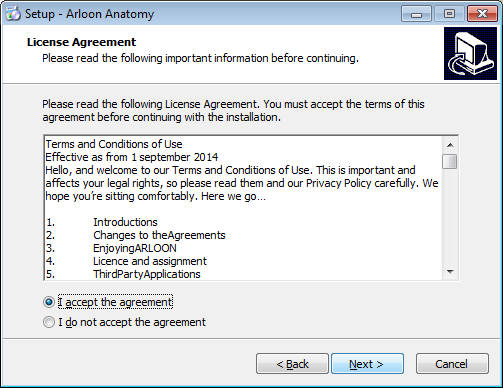 Setup - Arloon Anatomy
License Agreement
Please read the following important information before continuing.
Please read the following License Agreement. You must accept the terms of this
agreement before continuing with the installation.
Terms and Conditions of Use
Effective as from 1 september 2014
Hello, and welcome to our Terms and Conditions of Use. This is important and
affects your legal rights, so please read them and our Privacy Policy carefully. We
hope you're sitting comfortably. Here we go…
1. Introductions
2. Changes to theAgreements
3. EnjoyingARLOON
4. Licence and assignment
5. ThirdPartyApplications
I accept the agreement
I do not accept the agreement
< Back Next > Cancel